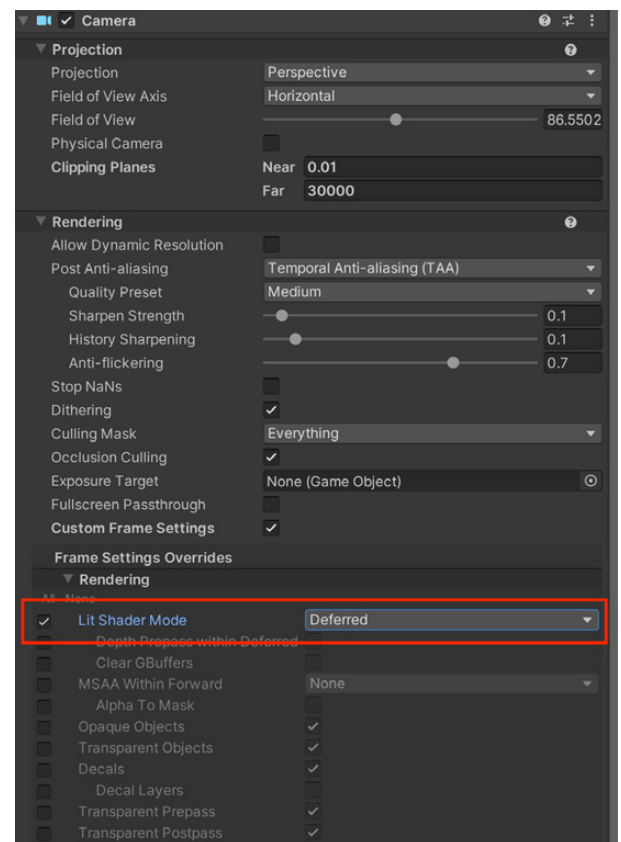 Camera
Projection
Projection Perspective
Field of View Axis Horizontal
Field of View 86.5502
Physical Camera
Clipping Planes Near 0.01
Far 30000
Rendering
Allow Dynamic Resolution
Post Anti-aliasing Temporal Anti-aliasing (TAA)
Quality Preset Medium
Sharpen Strength 0.1
History Sharpening 0.1
Anti-flickering 0.7
Stop NaNs
Dithering
Culling Mask Everything
Occlusion Culling
Exposure Target None (Game Object)
Fullscreen Passthrough
Custom Frame Settings
Frame Settings Overrides
Rendering
All None
Lit Shader Mode Deferred
Depth Prepass within Deferred
Clear GBuffers
MSAA Within Forward None
Alpha To Mask
Opaque Objects
Transparent Objects
Decals
Decal Layers
Transparent Prepass
Transparent Postpass